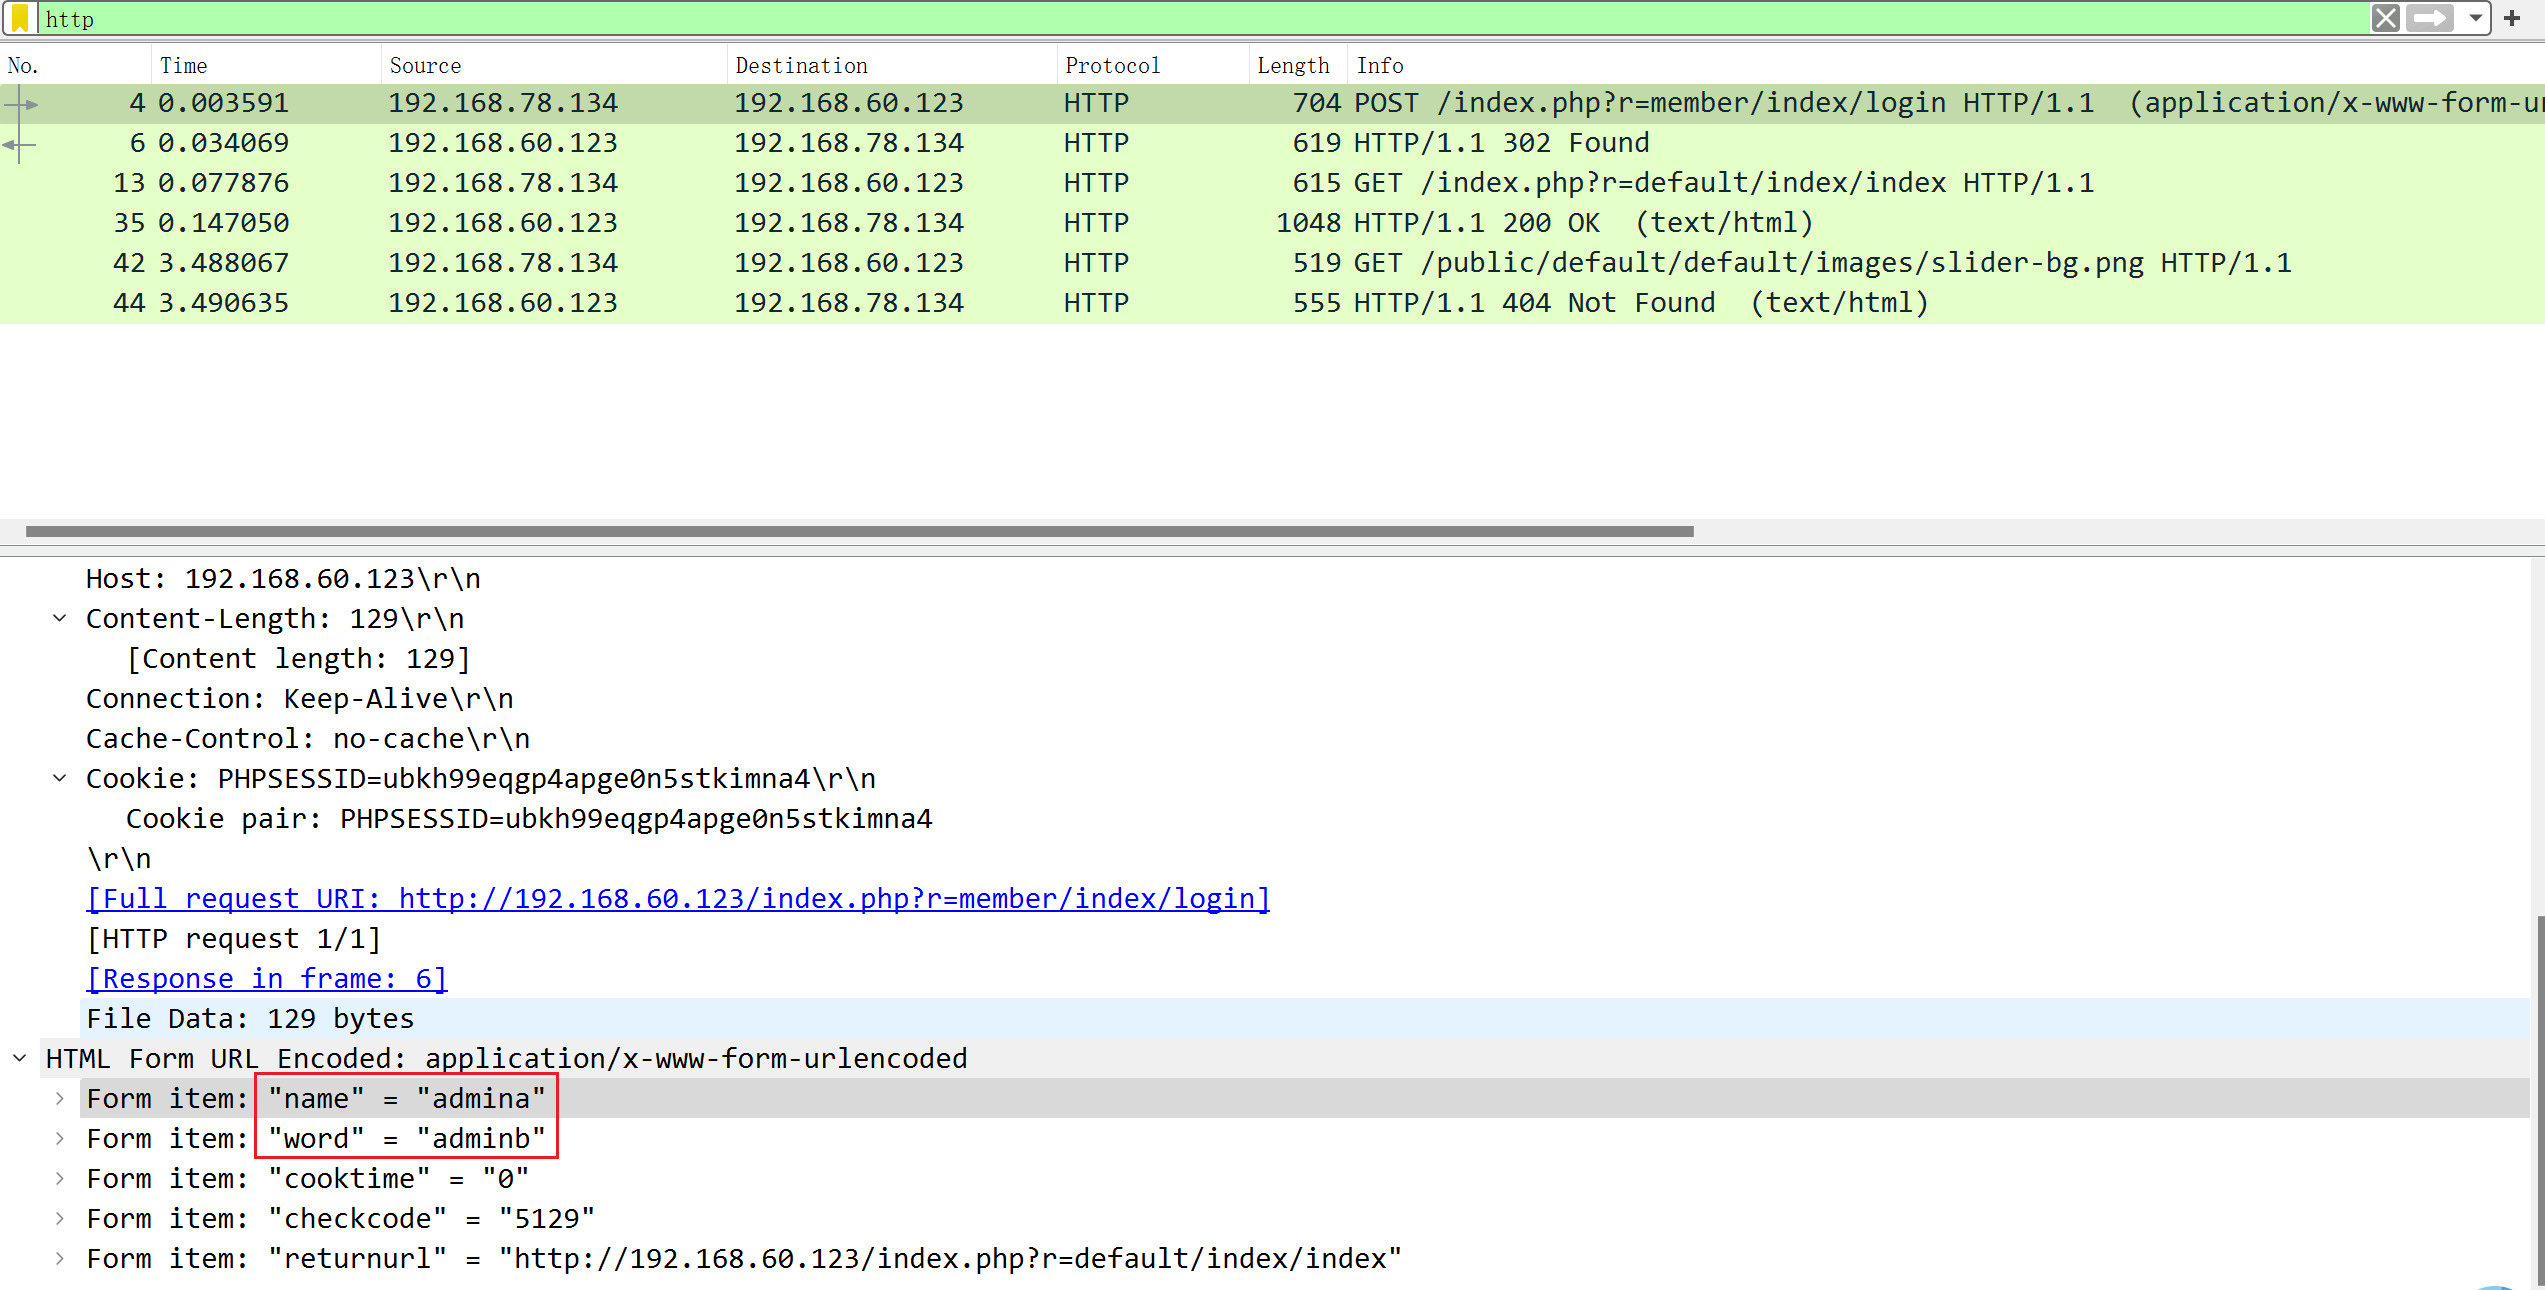 http
No. Time Source Destination Protocol Length Info
4 0.003591 192.168.78.134 192.168.60.123 HTTP 704 POST /index.php?r=member/index/login HTTP/1.1  (application/x-www-form-ur
6 0.034069 192.168.60.123 192.168.78.134 HTTP 619 HTTP/1.1 302 Found
13 0.077876 192.168.78.134 192.168.60.123 HTTP 615 GET /index.php?r=default/index/index HTTP/1.1
35 0.147050 192.168.60.123 192.168.78.134 HTTP 1048 HTTP/1.1 200 OK  (text/html)
42 3.488067 192.168.78.134 192.168.60.123 HTTP 519 GET /public/default/default/images/slider-bg.png HTTP/1.1
44 3.490635 192.168.60.123 192.168.78.134 HTTP 555 HTTP/1.1 404 Not Found  (text/html)
Host: 192.168.60.123\r\n
Content-Length: 129\r\n
[Content length: 129]
Connection: Keep-Alive\r\n
Cache-Control: no-cache\r\n
Cookie: PHPSESSID=ubkh99eqgp4apge0n5stkimna4\r\n
Cookie pair: PHPSESSID=ubkh99eqgp4apge0n5stkimna4
\r\n
[Full request URI: http://192.168.60.123/index.php?r=member/index/login]
[HTTP request 1/1]
[Response in frame: 6]
File Data: 129 bytes
HTML Form URL Encoded: application/x-www-form-urlencoded
Form item: "name" = "admina"
Form item: "word" = "adminb"
Form item: "cooktime" = "0"
Form item: "checkcode" = "5129"
Form item: "returnurl" = "http://192.168.60.123/index.php?r=default/index/index"